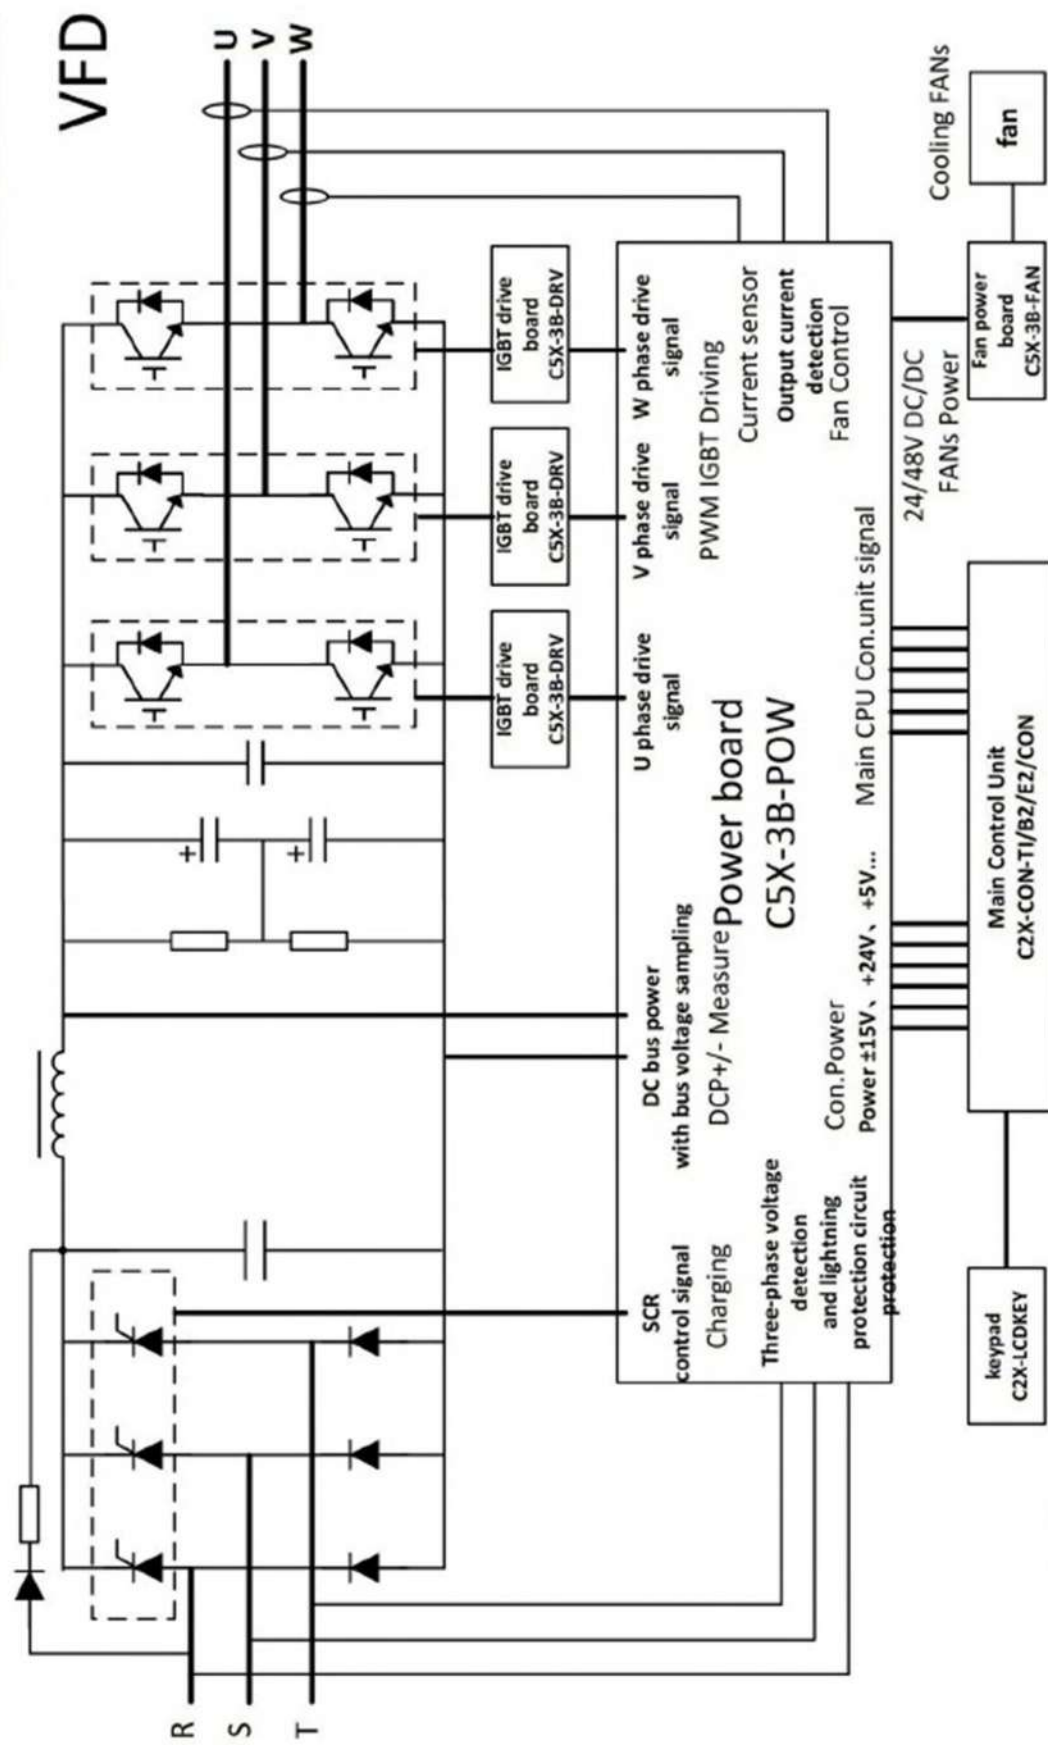 VFD
U
V
W
R
S
T
IGBT drive
board
C5X-3B-DRV
IGBT drive
board
C5X-3B-DRV
IGBT drive
board
C5X-3B-DRV
SCR
control signal
Charging
DC bus power
with bus voltage sampling
DCP+/- Measure
U phase drive
signal
V phase drive
signal
W phase drive
signal
PWM IGBT Driving
Power board
C5X-3B-POW
Current sensor
Output current
detection
Fan Control
Three-phase voltage
detection
and lightning
protection circuit
protection
Con.Power
Power ±15V、+24V、+5V...
Main CPU Con.unit signal
24/48V DC/DC
FANs Power
Cooling FANs
keypad
C2X-LCDKEY
Main Control Unit
C2X-CON-TI/B2/E2/CON
Fan power
board
C5X-3B-FAN
fan